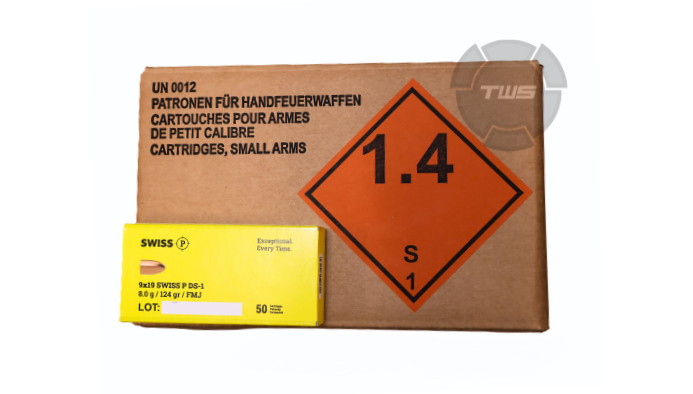 UN 0012
PATRONEN FÜR HANDFEUERWAFFEN
CARTOUCHES POUR ARMES
DE PETIT CALIBRE
CARTRIDGES, SMALL ARMS
1.4
S
1
TWS
SWISS P
Exceptional.
Every Time.
9x19 SWISS P DS-1
8.0 g / 124 gr / FMJ
LOT:
50